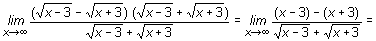 lim x→∞ (√(x−3) − √(x+3)) (√(x−3) + √(x+3)) / (√(x−3) + √(x+3)) = lim x→∞ ((x−3)−(x+3)) / (√(x−3) + √(x+3)) =